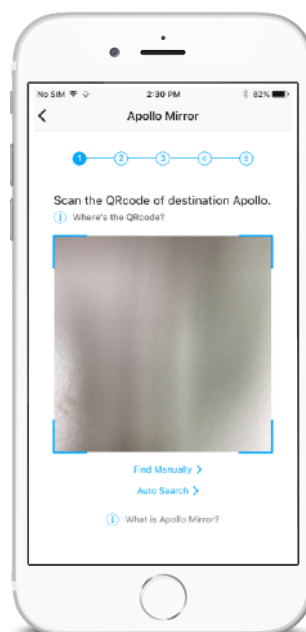 No SIM 2:30 PM 82%
Apollo Mirror
1 2 3 4 5
Scan the QRcode of destination Apollo.
i Where's the QRcode?
Find Manually >
Auto Search >
i What is Apollo Mirror?